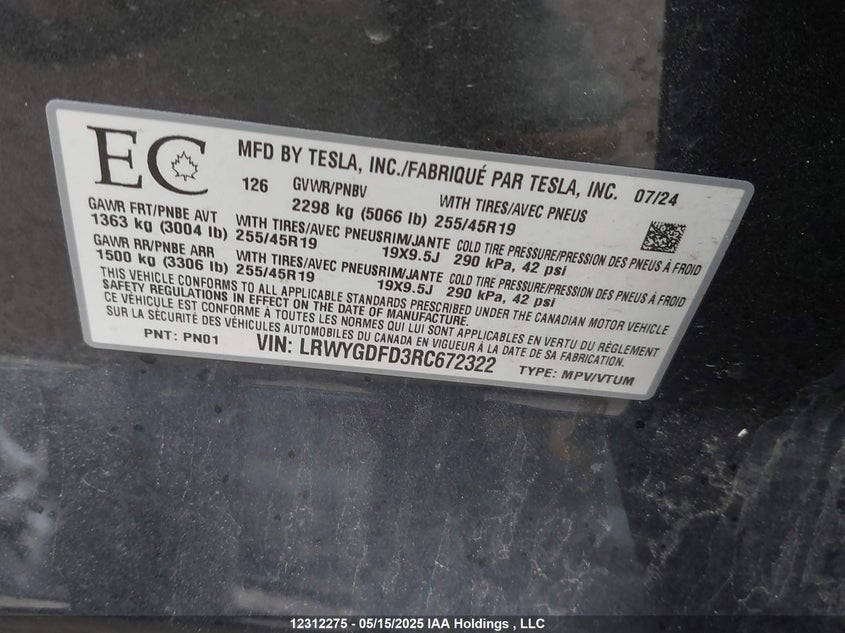 EC
MFD BY TESLA, INC./FABRIQUÉ PAR TESLA, INC. 07/24
126 GVWR/PNBV
2298 kg (5066 lb) WITH TIRES/AVEC PNEUS
255/45R19
GAWR FRT/PNBE AVT
1363 kg (3004 lb) WITH TIRES/AVEC PNEUS
255/45R19 RIM/JANTE
19X9.5J COLD TIRE PRESSURE/PRESSION DES PNEUS À FROID
290 kPa, 42 psi
GAWR RR/PNBE ARR
1500 kg (3306 lb) WITH TIRES/AVEC PNEUS
255/45R19 RIM/JANTE
19X9.5J COLD TIRE PRESSURE/PRESSION DES PNEUS À FROID
290 kPa, 42 psi
THIS VEHICLE CONFORMS TO ALL APPLICABLE STANDARDS PRESCRIBED UNDER THE CANADIAN MOTOR VEHICLE
SAFETY REGULATIONS IN EFFECT ON THE DATE OF MANUFACTURE.
CE VÉHICULE EST CONFORME À TOUTES LES NORMES QUI LUI SONT APPLICABLES EN VERTU DU RÈGLEMENT
SUR LA SÉCURITÉ DES VÉHICULES AUTOMOBILES DU CANADA EN VIGUEUR À LA DATE DE SA FABRICATION.
PNT: PN01 VIN: LRWYGDFD3RC672322 TYPE: MPV/VTUM
12312275 - 05/15/2025 IAA Holdings , LLC